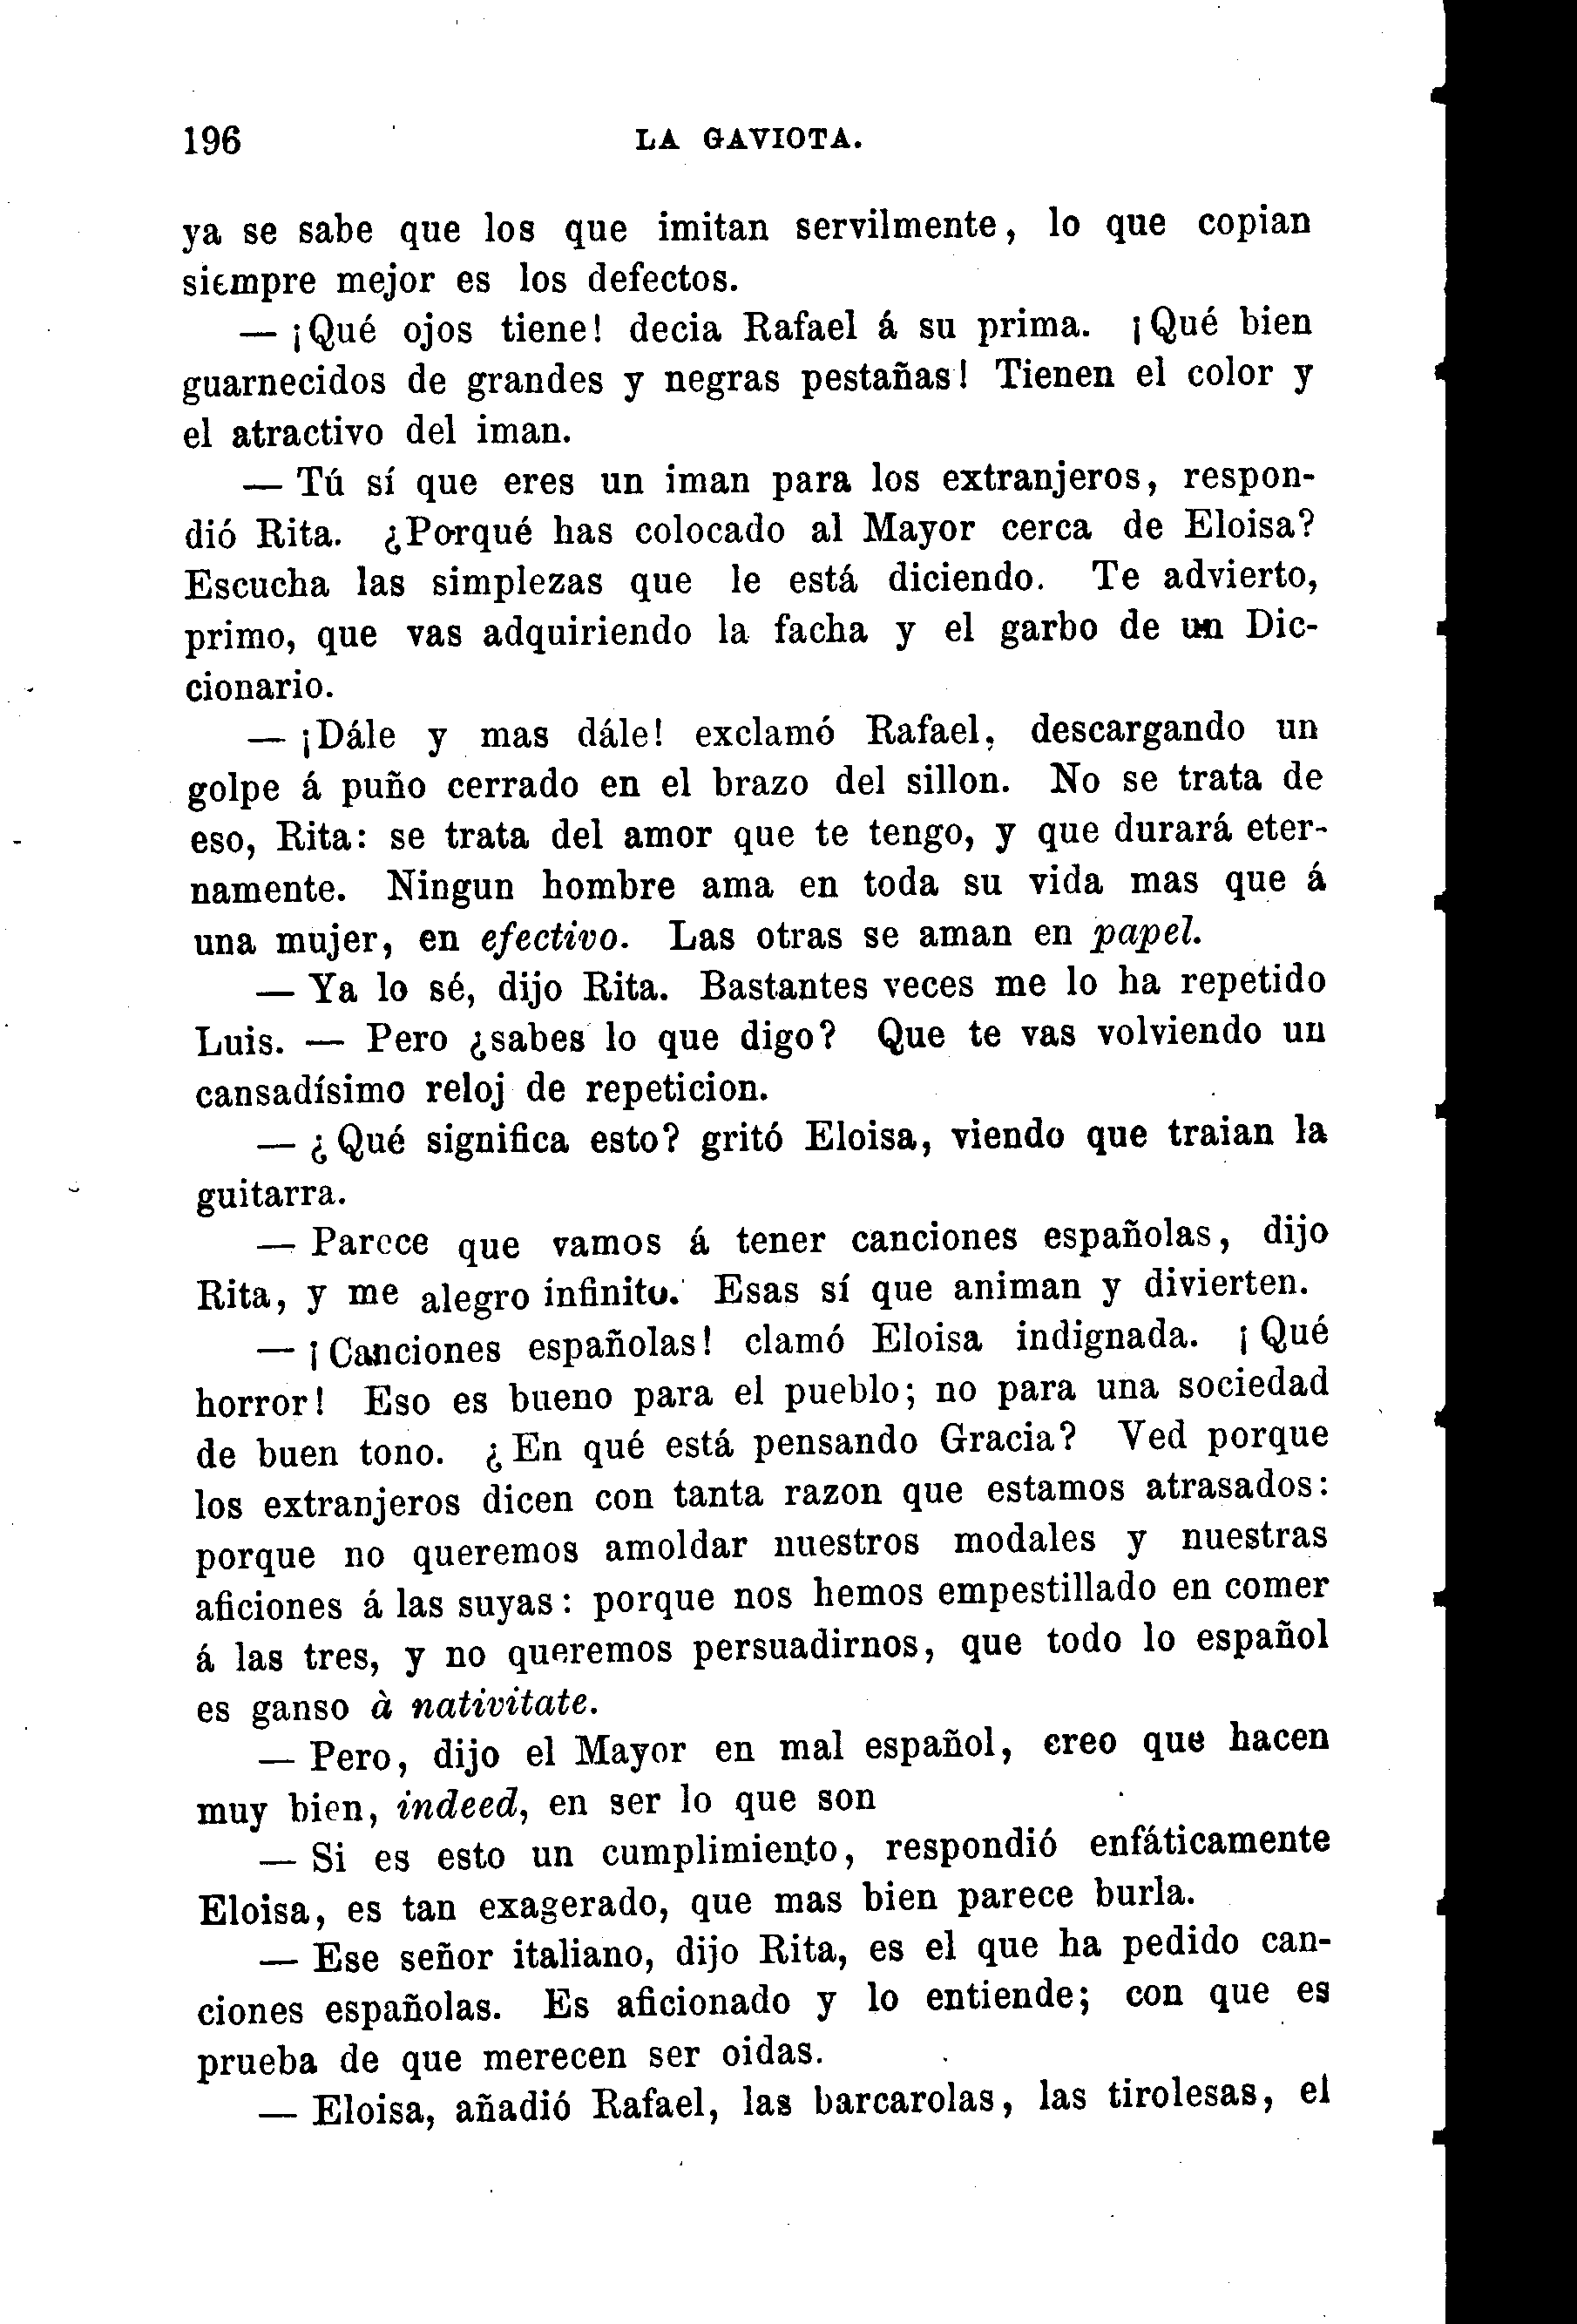 196 LA GAVIOTA.
ya se sabe que los que imitan servilmente, lo que copian
siempre mejor es los defectos.
— ¡Qué ojos tiene! decia Rafael á su prima. ¡Qué bien
guarnecidos de grandes y negras pestañas! Tienen el color y
el atractivo del iman.
— Tú sí que eres un iman para los extranjeros, respon-
dió Rita. ¿Porqué has colocado al Mayor cerca de Eloisa?
Escucha las simplezas que le está diciendo. Te advierto,
primo, que vas adquiriendo la facha y el garbo de un Dic-
cionario.
— ¡Dále y mas dále! exclamó Rafael, descargando un
golpe á puño cerrado en el brazo del sillon. No se trata de
eso, Rita: se trata del amor que te tengo, y que durará eter-
namente. Ningun hombre ama en toda su vida mas que á
una mujer, en efectivo. Las otras se aman en papel.
— Ya lo sé, dijo Rita. Bastantes veces me lo ha repetido
Luis. — Pero ¿sabes lo que digo? Que te vas volviendo un
cansadísimo reloj de repeticion.
— ¿Qué significa esto? gritó Eloisa, viendo que traian la
guitarra.
— Parece que vamos á tener canciones españolas, dijo
Rita, y me alegro infinito. Esas sí que animan y divierten.
— ¡Canciones españolas! clamó Eloisa indignada. ¡Qué
horror! Eso es bueno para el pueblo; no para una sociedad
de buen tono. ¿En qué está pensando Gracia? Ved porque
los extranjeros dicen con tanta razon que estamos atrasados:
porque no queremos amoldar nuestros modales y nuestras
aficiones á las suyas: porque nos hemos empestillado en comer
á las tres, y no queremos persuadirnos, que todo lo español
es ganso à nativitate.
— Pero, dijo el Mayor en mal español, creo que hacen
muy bien, indeed, en ser lo que son
— Si es esto un cumplimiento, respondió enfáticamente
Eloisa, es tan exagerado, que mas bien parece burla.
— Ese señor italiano, dijo Rita, es el que ha pedido can-
ciones españolas. Es aficionado y lo entiende; con que es
prueba de que merecen ser oidas.
— Eloisa, añadió Rafael, las barcarolas, las tirolesas, el